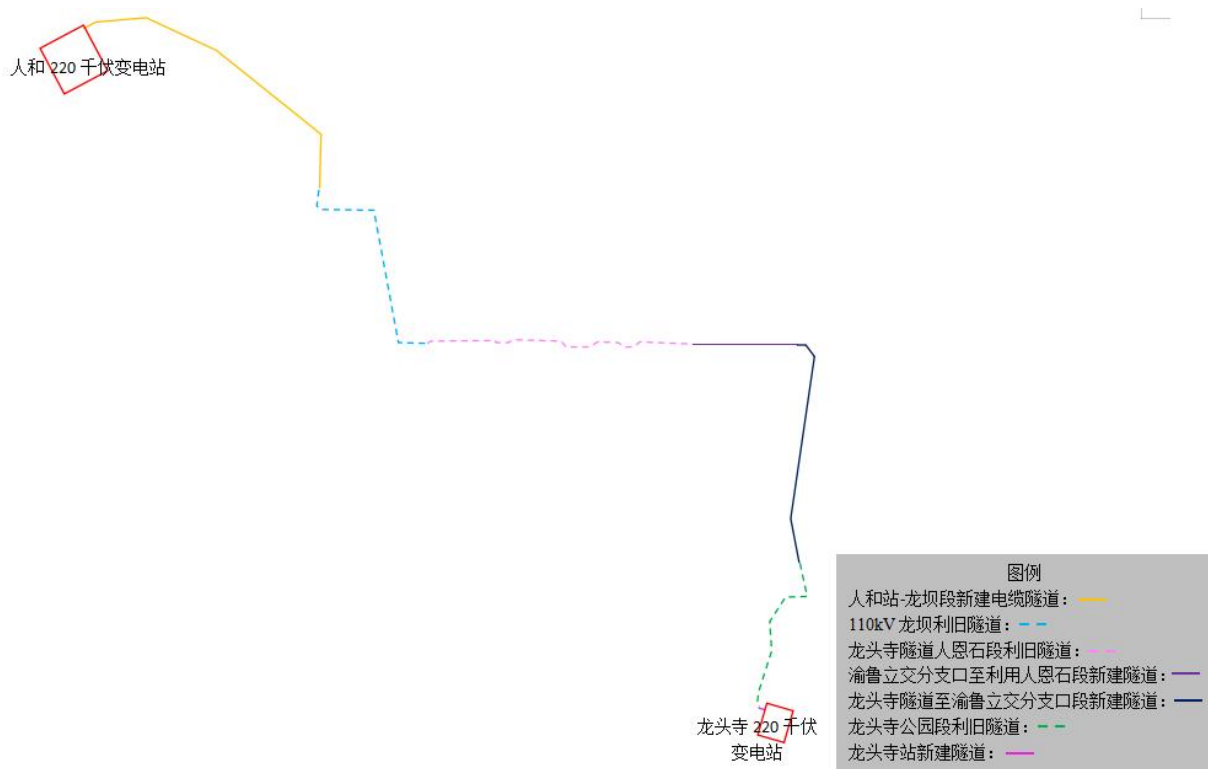 人和 220 千伏变电站
龙头寺 220 千伏
变电站
图例
人和站-龙坝段新建电缆隧道：
110kV 龙坝利旧隧道：
龙头寺隧道人恩石段利旧隧道：
渝鲁立交分支口至利用人恩石段新建隧道：
龙头寺隧道至渝鲁立交分支口段新建隧道：
龙头寺公园段利旧隧道：
龙头寺站新建隧道：